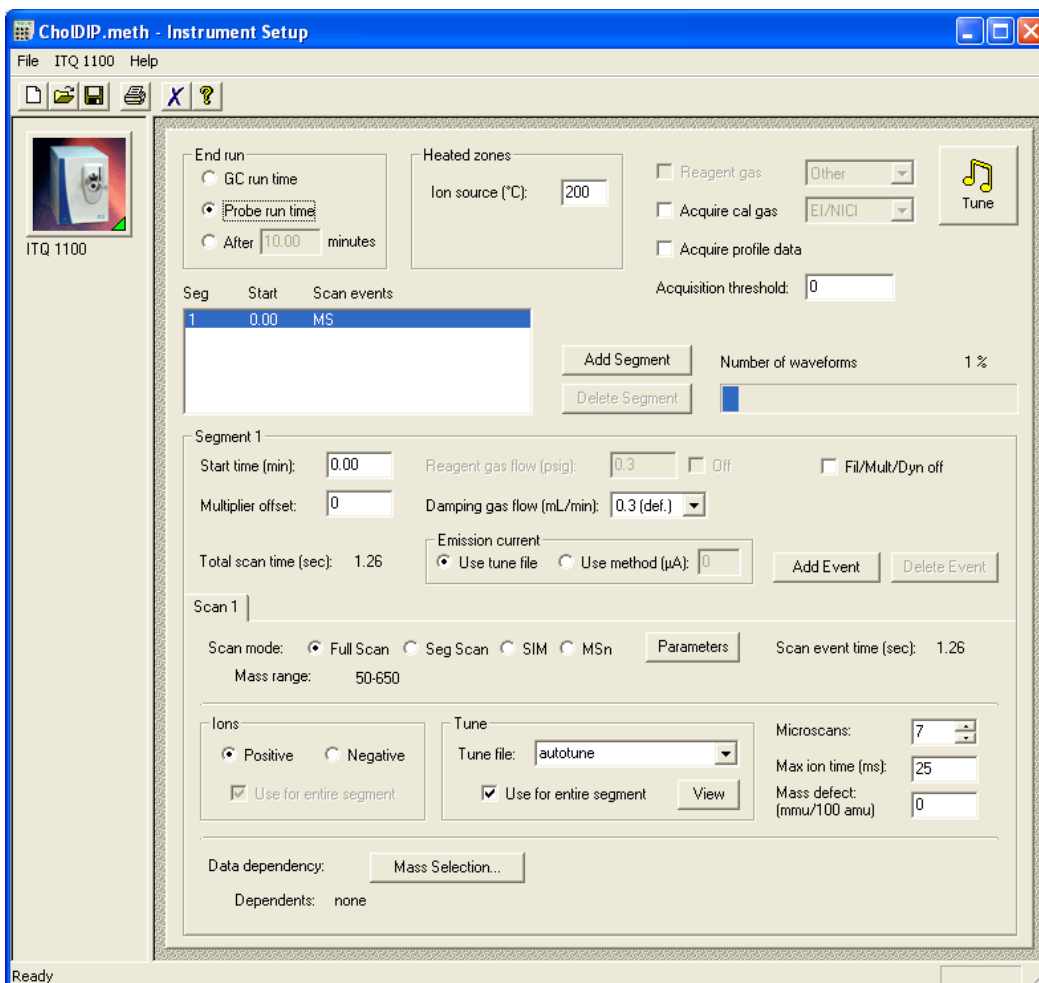 CholDIP.meth - Instrument Setup
File ITQ 1100 Help
ITQ 1100
End run
GC run time
Probe run time
After 10.00 minutes
Heated zones
Ion source (°C): 200
Reagent gas Other
Acquire cal gas EI/NICI
Acquire profile data
Acquisition threshold: 0
Tune
Seg Start Scan events
1 0.00 MS
Add Segment
Delete Segment
Number of waveforms 1 %
Segment 1
Start time (min): 0.00 Reagent gas flow (psig): 0.3 Off Fil/Mult/Dyn off
Multiplier offset: 0 Damping gas flow (mL/min): 0.3 (def.)
Total scan time (sec): 1.26
Emission current
Use tune file Use method (µA): 0
Add Event Delete Event
Scan 1
Scan mode: Full Scan Seg Scan SIM MSn Parameters Scan event time (sec): 1.26
Mass range: 50-650
Ions
Positive Negative
Use for entire segment
Tune
Tune file: autotune
Use for entire segment View
Microscans: 7
Max ion time (ms): 25
Mass defect: 
(mmu/100 amu) 0
Data dependency: Mass Selection...
Dependents: none
Ready